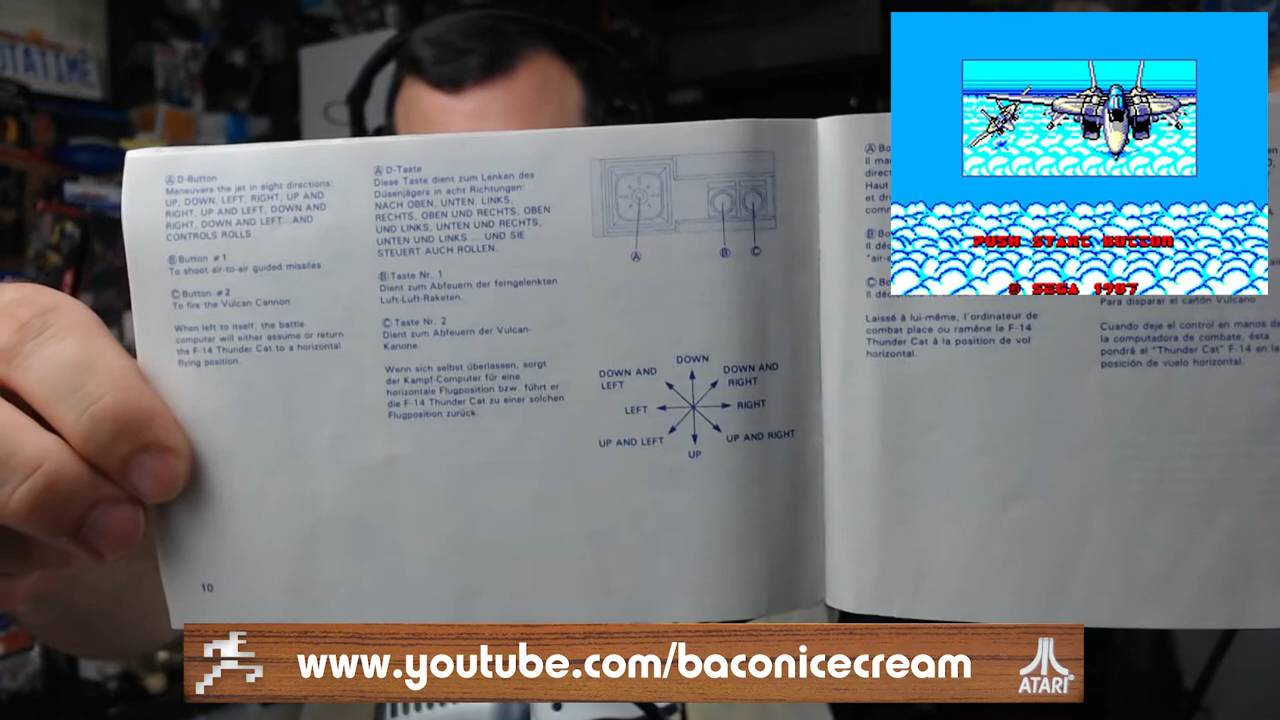 Ⓐ D-Button
Maneuvers the jet in eight directions:
UP, DOWN, LEFT, RIGHT, UP AND
RIGHT, UP AND LEFT, DOWN AND
RIGHT, DOWN AND LEFT ... AND
CONTROLS ROLLS.
Ⓑ Button #1
To shoot air-to-air guided missiles
Ⓒ Button #2
To fire the Vulcan Cannon
When left to itself, the battle
computer will either assume or return
the F-14 Thunder Cat to a horizontal
flying position.
10
Ⓐ D-Taste
Diese Taste dient zum Lenken des
Düsenjägers in acht Richtungen:
NACH OBEN, UNTEN, LINKS,
RECHTS, OBEN UND RECHTS, OBEN
UND LINKS, UNTEN UND RECHTS,
UNTEN UND LINKS ... UND SIE
STEUERT AUCH ROLLEN.
Ⓑ Taste Nr. 1
Dient zum Abfeuern der ferngelenkten
Luft-Luft-Raketen.
Ⓒ Taste Nr. 2
Dient zum Abfeuern der Vulcan-
Kanone.
Wenn sich selbst überlassen, sorgt
der Kampf-Computer für eine
horizontale Flugposition bzw. führt er
die F-14 Thunder Cat zu einer solchen
Flugposition zurück.
Ⓐ Ⓑ Ⓒ
DOWN
DOWN AND
LEFT
DOWN AND
RIGHT
LEFT
RIGHT
UP AND LEFT
UP AND RIGHT
UP
Ⓐ
Ⓑ
Ⓒ
Laissé à lui-même, l'ordinateur de
combat place ou ramène le F-14
Thunder Cat à la position de vol
horizontal.
Para disparar el cañón Vulcano
Cuando deje el control en manos de
la computadora de combate, ésta
pondrá al "Thunder Cat" F-14 en la
posición de vuelo horizontal.
PUSH START BUTTON
© SEGA 1987
www.youtube.com/baconicecream
ATARI